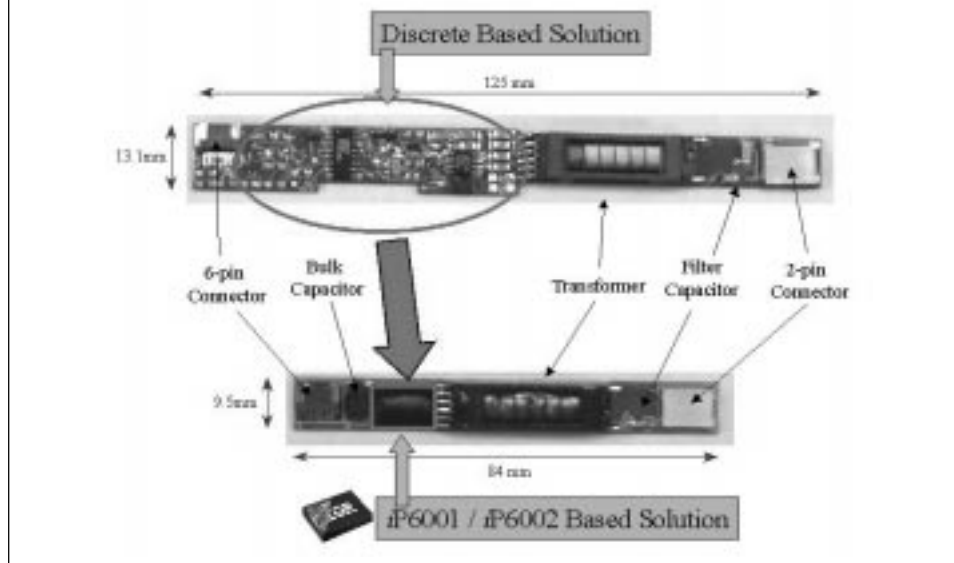 Discrete Based Solution
125 mm
13.1mm
6-pin
Connector
Bulk
Capacitor
Transformer
Filter
Capacitor
2-pin
Connector
9.5mm
84 mm
iP6001 / iP6002 Based Solution